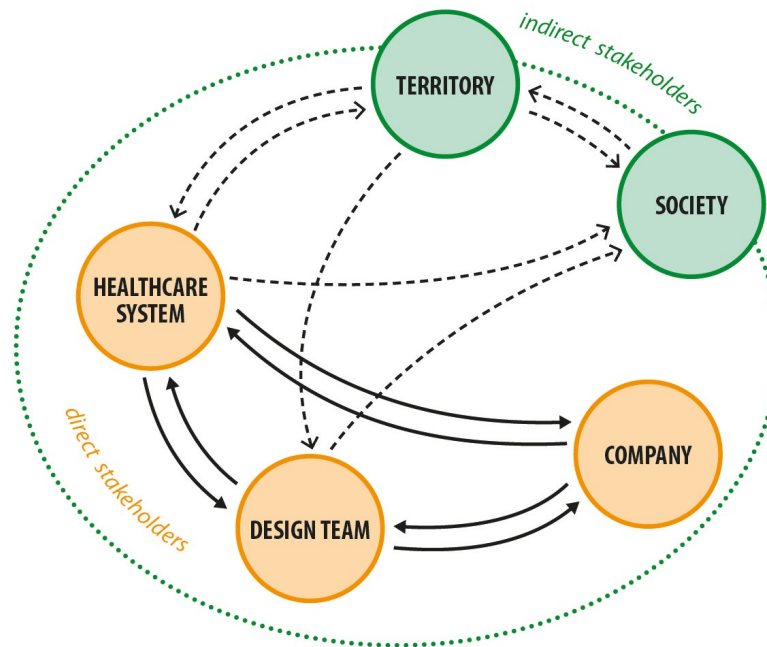 indirect stakeholders
TERRITORY
SOCIETY
HEALTHCARE
SYSTEM
direct stakeholders
COMPANY
DESIGN TEAM